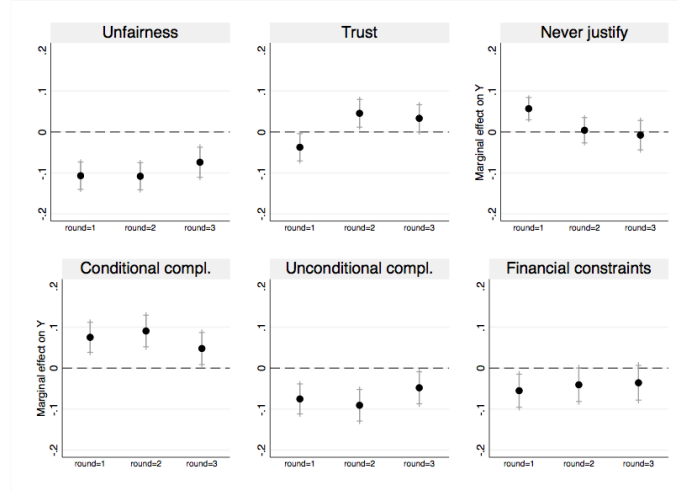 Unfairness
.2
.1
0
-.1
-.2
round=1 round=2 round=3
Trust
.2
.1
0
-.1
-.2
round=1 round=2 round=3
Never justify
Marginal effect on Y
.2
.1
0
-.1
-.2
round=1 round=2 round=3
Conditional compl.
Marginal effect on Y
.2
.1
0
-.1
-.2
round=1 round=2 round=3
Unconditional compl.
.2
.1
0
-.1
-.2
round=1 round=2 round=3
Financial constraints
.2
.1
0
-.1
-.2
round=1 round=2 round=3